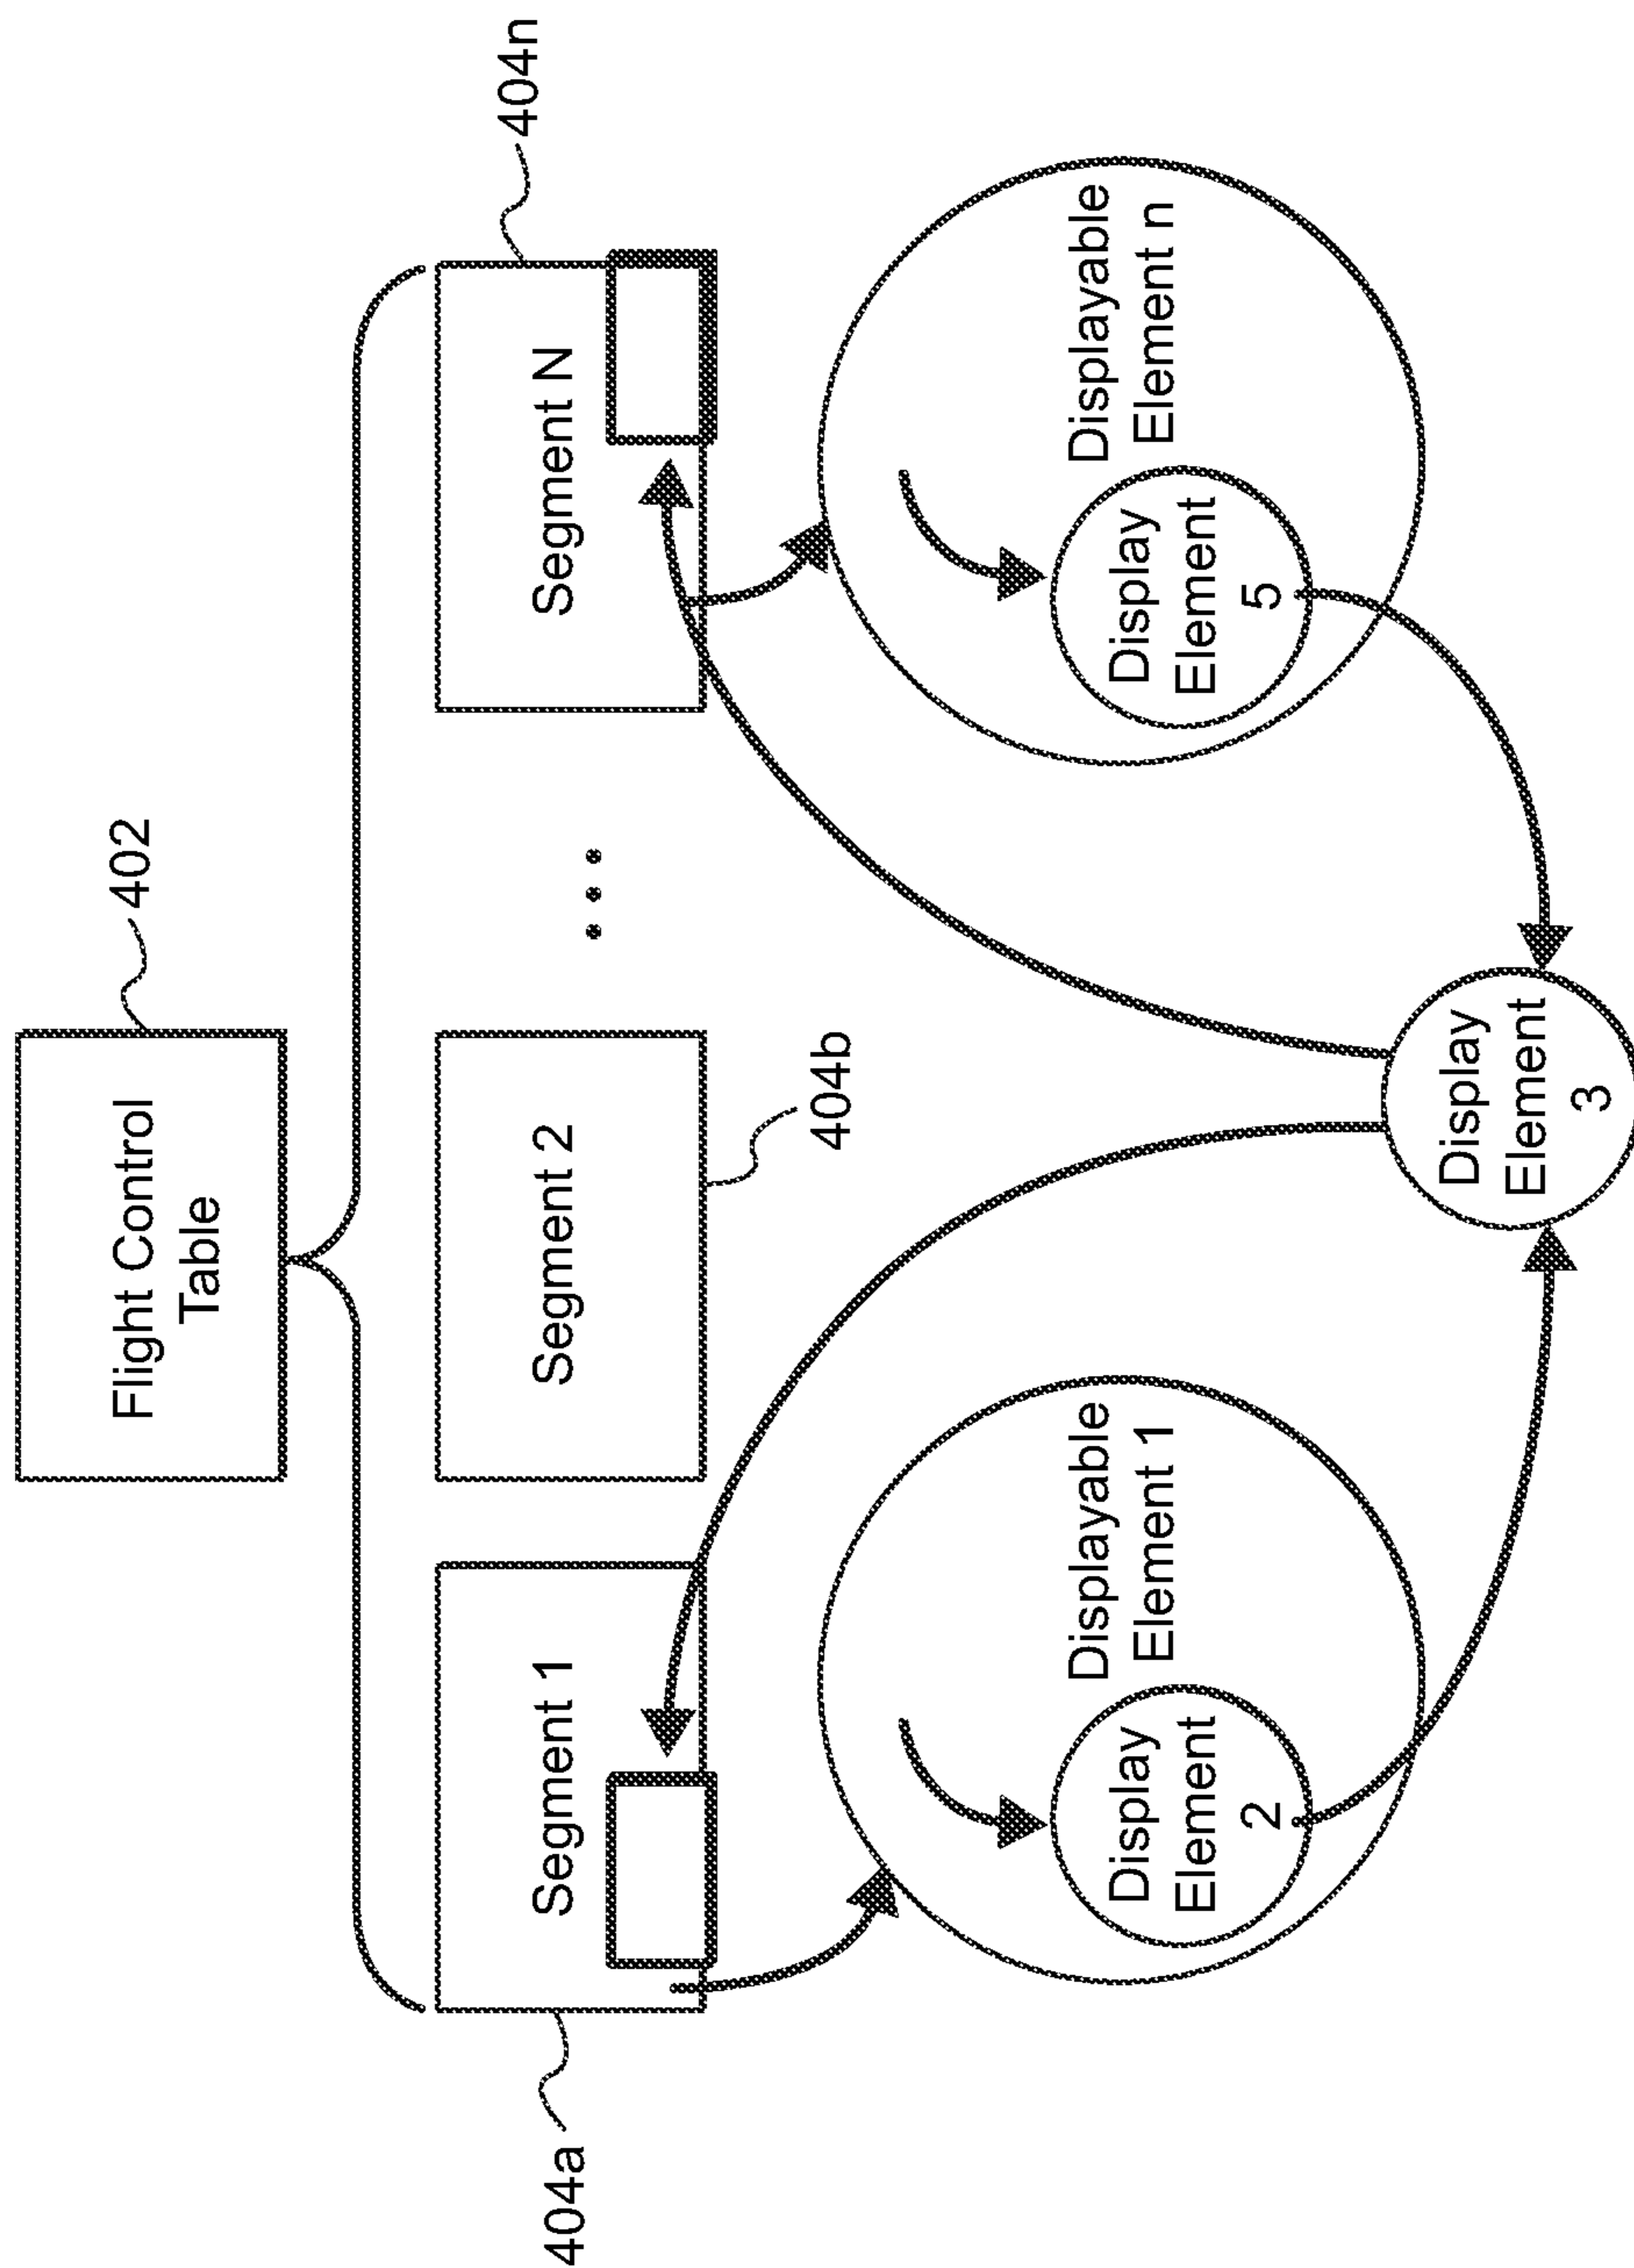 Flight Control
Table
402
404a
Segment 1
Segment 2
404b
...
Segment N
404n
Displayable
Element 1
Display
Element
2
Displayable
Element n
Display
Element
5
Display
Element
3